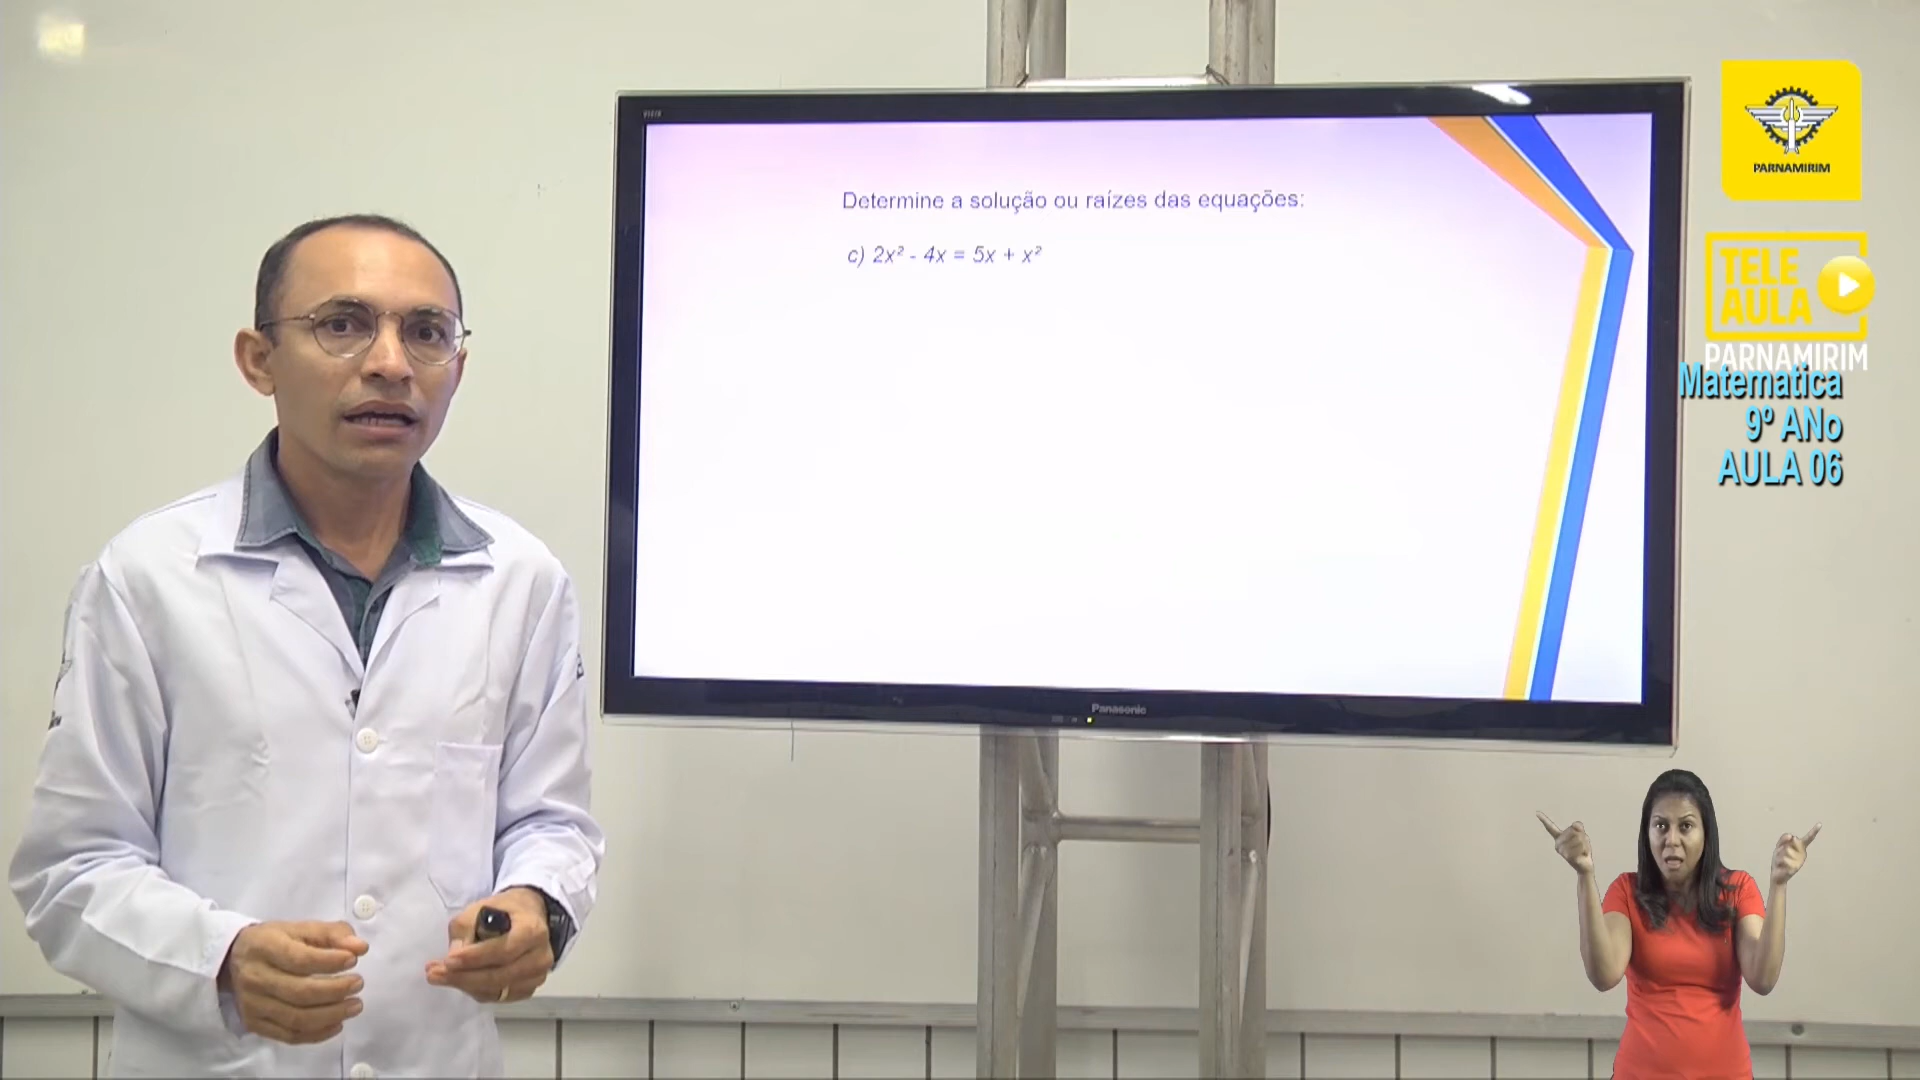 Determine a solução ou raízes das equações:
c) 2x² - 4x = 5x + x²
Panasonic
PARNAMIRIM
TELE
AULA
PARNAMIRIM
Matematica
9º ANo
AULA 06